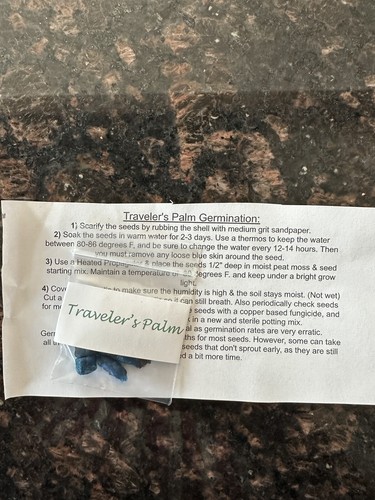 Traveler's Palm Germination:
1) Scarify the seeds by rubbing the shell with medium grit sandpaper.
2) Soak the seeds in warm water for 2-3 days. Use a thermos to keep the water
between 80-86 degrees F, and be sure to change the water every 12-14 hours. Then
you must remove any loose blue skin around the seed.
3) Use a Heated & place the seeds 1/2" deep in moist peat moss & seed
starting mix. Maintain a temperature degrees F, and keep under a bright grow
light.
4) to make sure the humidity is high & the soil stays moist. (Not wet)
Cut a it can still breath. Also periodically check seeds
for seeds with a copper based fungicide, and
in a new and sterile potting mix.
as germination rates are very erratic.
for most seeds. However, some can take
all seeds that don't sprout early, as they are still
a bit more time.
Traveler's Palm